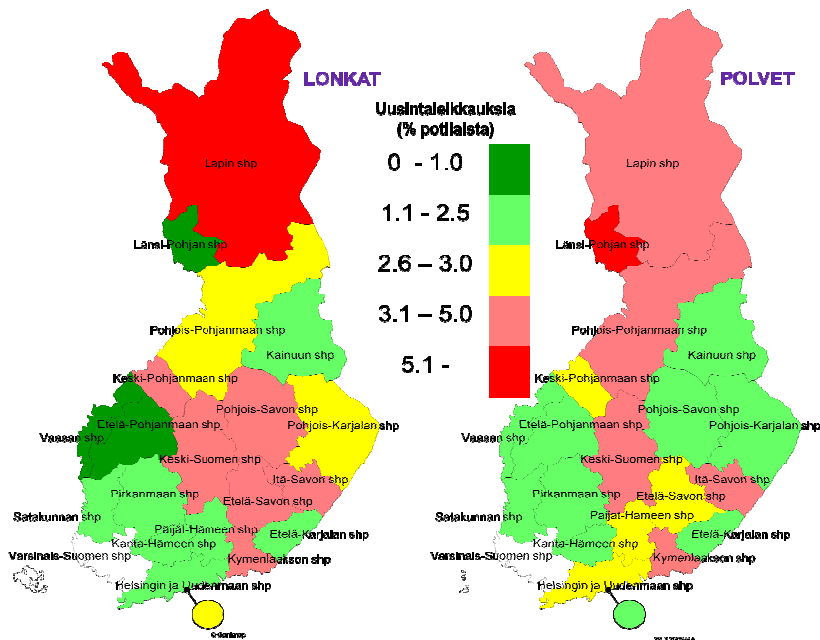 LONKAT
Uusintaleikkauksia
(% potilaista)
0 - 1.0
1.1 - 2.5
2.6 – 3.0
3.1 – 5.0
5.1 -
Lapin shp
Länsi-Pohjan shp
Pohjois-Pohjanmaan shp
Kainuun shp
Keski-Pohjanmaan shp
Pohjois-Savon shp
Etelä-Pohjanmaan shp
Pohjois-Karjalan shp
Vaasan shp
Keski-Suomen shp
Itä-Savon shp
Pirkanmaan shp
Etelä-Savon shp
Satakunnan shp
Päijät-Hämeen shp
Etelä-Karjalan shp
Kanta-Hämeen shp
Varsinais-Suomen shp
Kymenlaakson shp
Helsingin ja Uudenmaan shp
POLVET
Lapin shp
Länsi-Pohjan shp
Pohjois-Pohjanmaan shp
Kainuun shp
Keski-Pohjanmaan shp
Pohjois-Savon shp
Etelä-Pohjanmaan shp
Pohjois-Karjalan shp
Vaasan shp
Keski-Suomen shp
Itä-Savon shp
Pirkanmaan shp
Etelä-Savon shp
Satakunnan shp
Päijät-Hämeen shp
Etelä-Karjalan shp
Kanta-Hämeen shp
Varsinais-Suomen shp
Kymenlaakson shp
Helsingin ja Uudenmaan shp